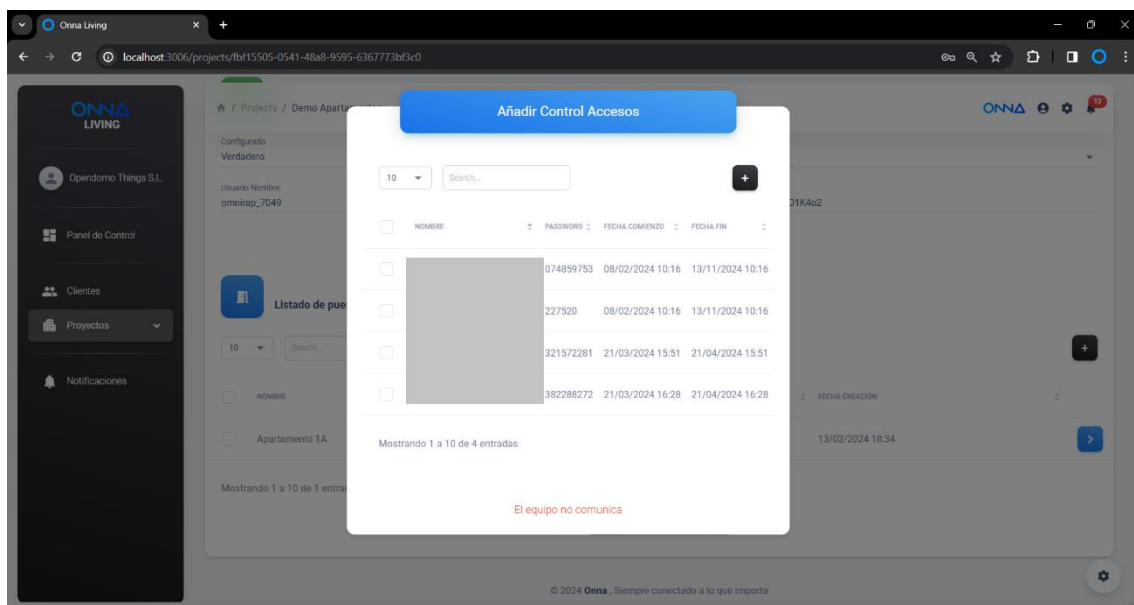 Onna Living
localhost:3006/projects/fbf15505-0541-48a8-9595-6367773bf3c0
ONNA
LIVING
Opendomo Things S.L.
Panel de Control
Clientes
Proyectos
Notificaciones
/ Projects / Demo
ONNA
13
Configurado
Verdadero
Usuario Nombre
omnirap_7049
Listado de
10
Search...
+
NOMBRE
FECHA CREACIÓN
Apartamento 1A
13/02/2024 18:34
Mostrando 1 a 10 de 1
Añadir Control Accesos
10
Search...
+
NOMBRE PASSWORD FECHA COMIENZO FECHA FIN
074859753 08/02/2024 10:16 13/11/2024 10:16
227520 08/02/2024 10:16 13/11/2024 10:16
321572281 21/03/2024 15:51 21/04/2024 15:51
382288272 21/03/2024 16:28 21/04/2024 16:28
Mostrando 1 a 10 de 4 entradas
El equipo no comunica
© 2024 Onna , Siempre conectado a lo que importa